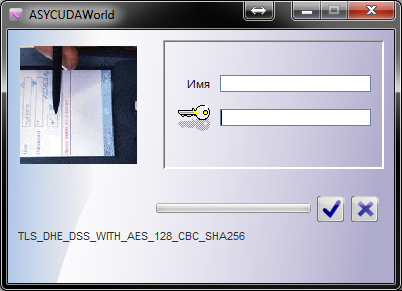 ASYCUDAWorld
Имя
TLS_DHE_DSS_WITH_AES_128_CBC_SHA256